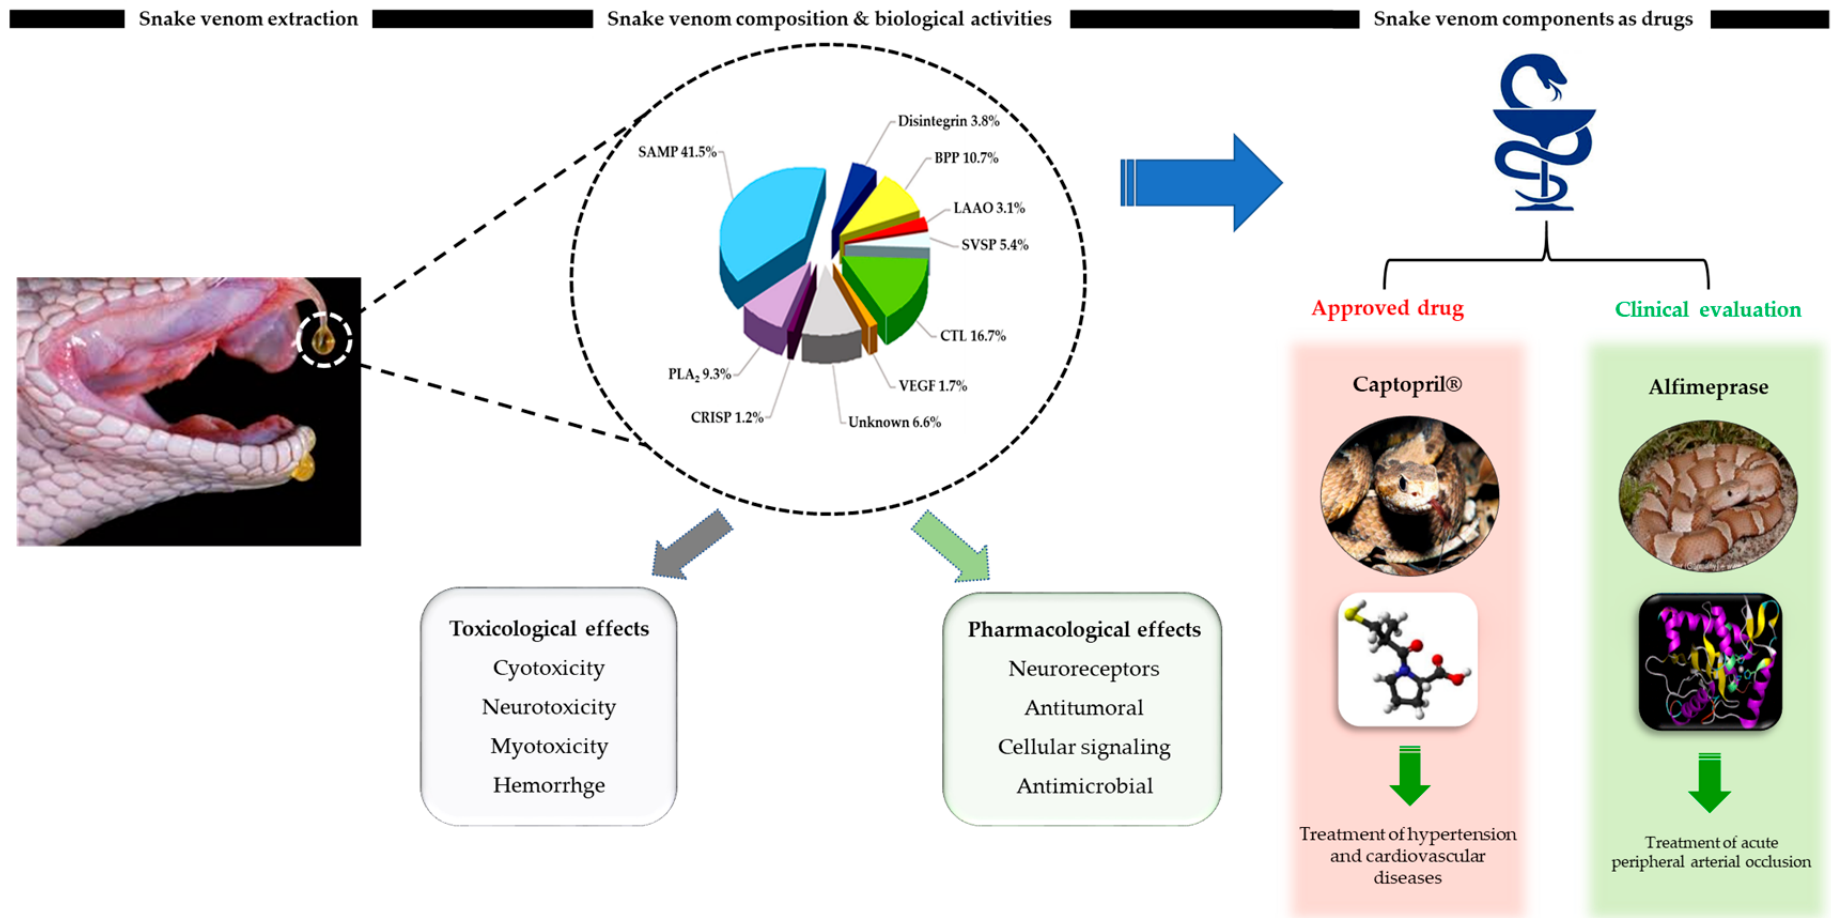 Snake venom extraction
Snake venom composition & biological activities
Snake venom components as drugs
Disintegrin 3.8%
SAMP 41.5%
BPP 10.7%
LAAO 3.1%
SVSP 5.4%
CTL 16.7%
PLA₂ 9.3%
VEGF 1.7%
CRISP 1.2%
Unknown 6.6%
Toxicological effects
Cyotoxicity
Neurotoxicity
Myotoxicity
Hemorrhge
Pharmacological effects
Neuroreceptors
Antitumoral
Cellular signaling
Antimicrobial
Approved drug
Captopril®
Treatment of hypertension
and cardiovascular
diseases
Clinical evaluation
Alfimeprase
Treatment of acute
peripheral arterial occlusion